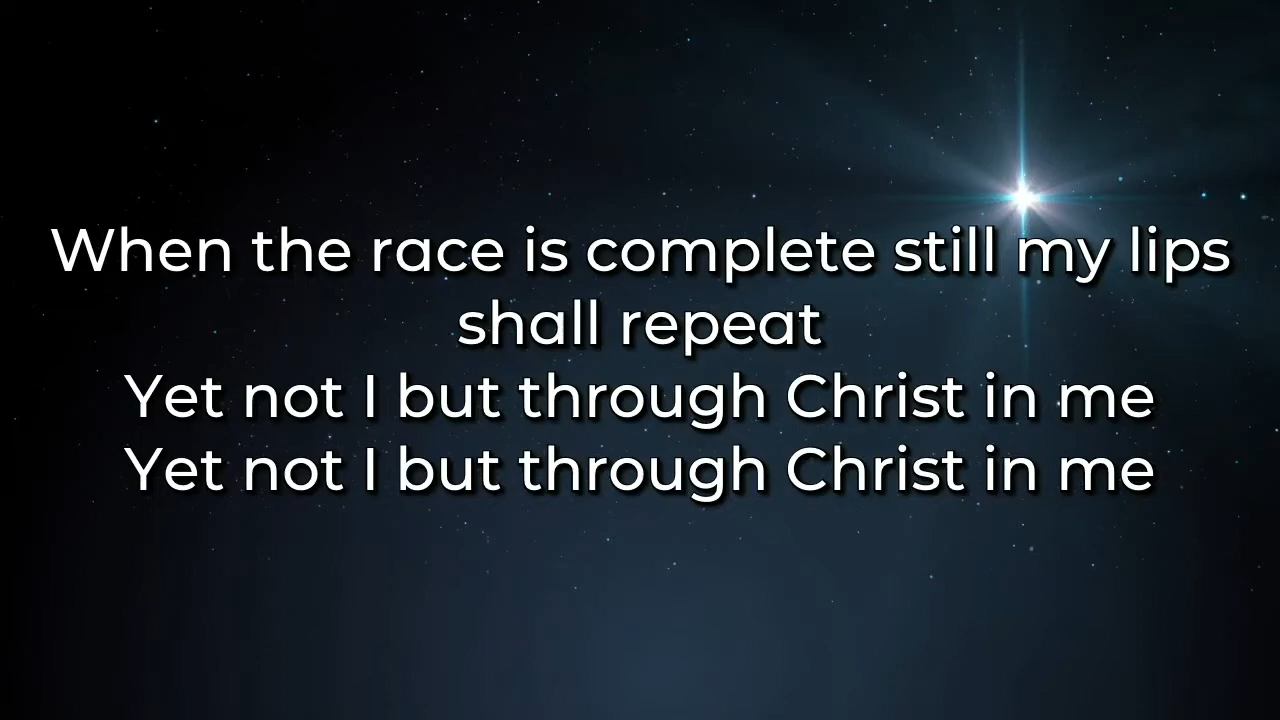 When the race is complete still my lips
shall repeat
Yet not I but through Christ in me
Yet not I but through Christ in me